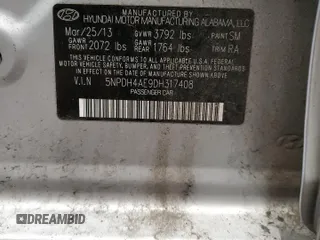 HYUNDAI MOTOR MANUFACTURING ALABAMA, LLC
Mar/25/13 GVWR 3792 lbs PAINT SM
GAWR FRONT 2072 lbs GAWR REAR 1764 lbs TRIM RA
THIS VEHICLE CONFORMS TO ALL APPLICABLE
U.S. FEDERAL MOTOR VEHICLE SAFETY, BUMPER,
AND THEFT PREVENTION STANDARDS IN EFFECT
ON THE DATE OF MANUFACTURE SHOWN ABOVE.
V.I.N 5NPDH4AE9DH317408
PASSENGER CAR
DREAMBID